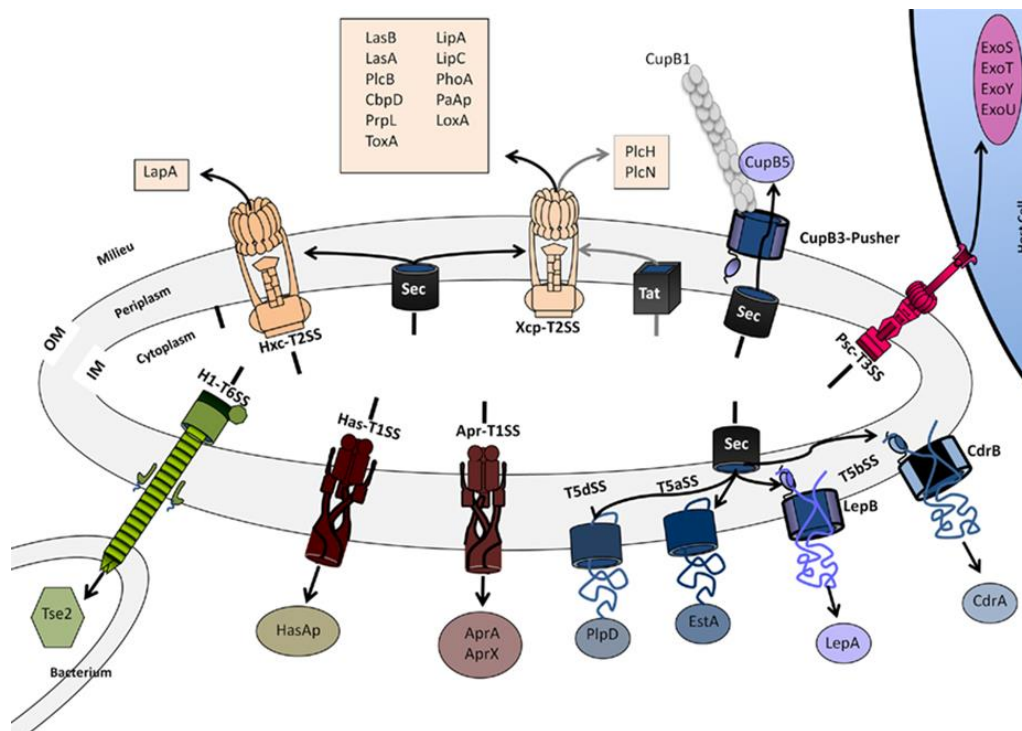 LasB LipA
LasA LipC
PlcB PhoA
CbpD PaAp
PrpL LoxA
ToxA
CupB1
ExoS
ExoT
ExoY
ExoU
LapA
PlcH
PlcN
CupB5
Host Cell
CupB3-Pusher
Milieu
Periplasm
Sec
Tat
Sec
Xcp-T2SS
Hxc-T2SS
Psc-T3SS
OM
IM
Cytoplasm
H1-T6SS
Has-T1SS
Apr-T1SS
Sec
CdrB
T5dSS
T5aSS
T5bSS
LepB
Tse2
HasAp
AprA
AprX
PlpD
EstA
LepA
CdrA
Bacterium